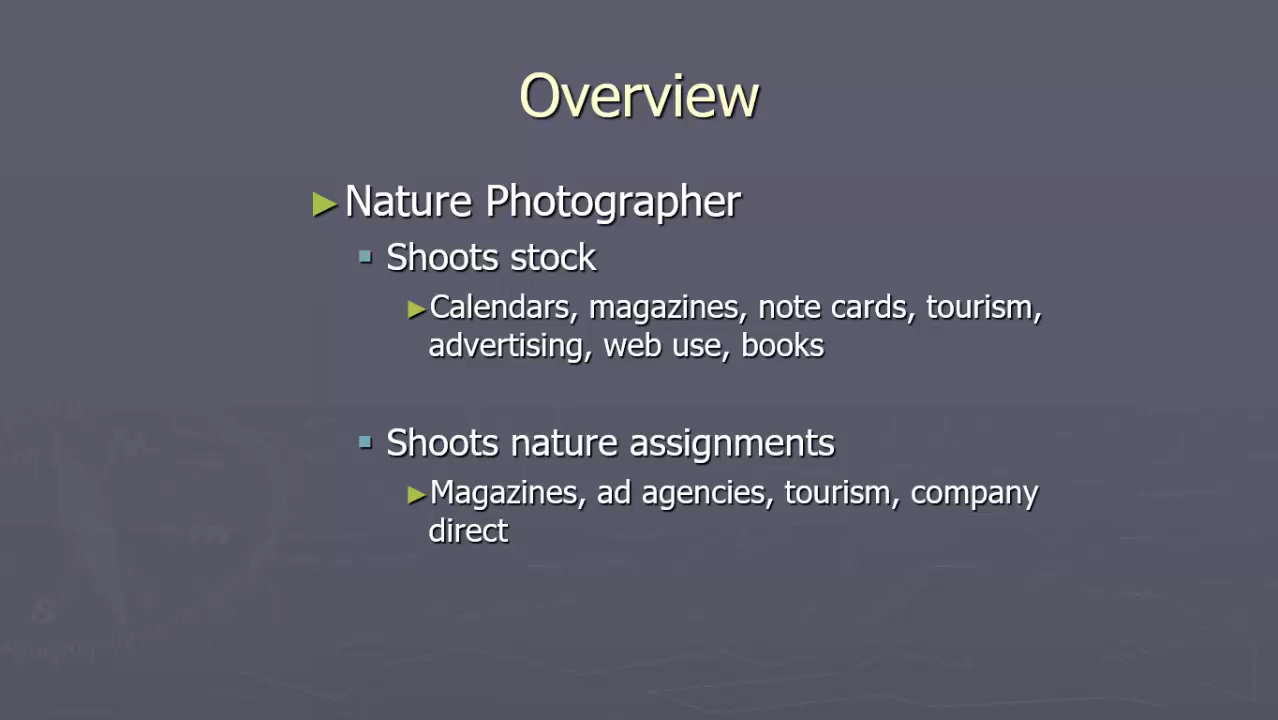 Overview
Nature Photographer
Shoots stock
Calendars, magazines, note cards, tourism,
advertising, web use, books
Shoots nature assignments
Magazines, ad agencies, tourism, company
direct